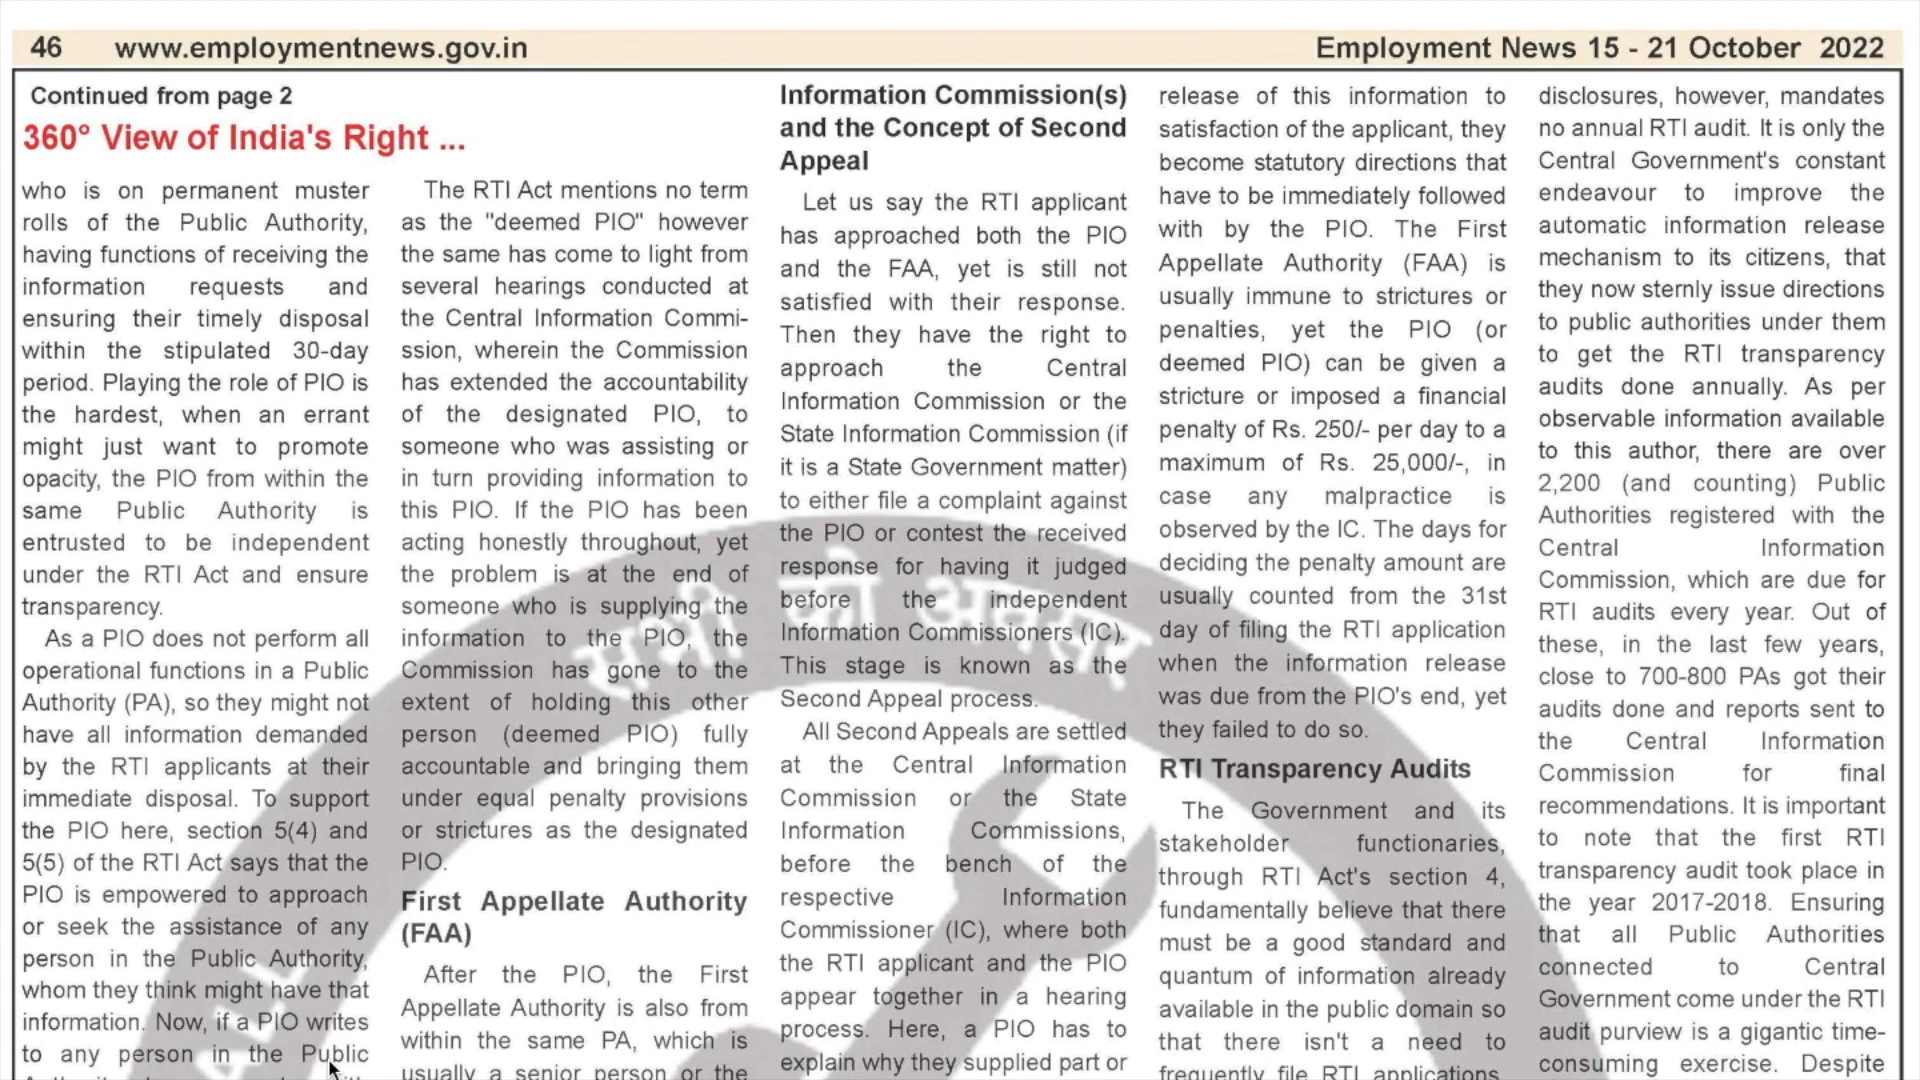 46 www.employmentnews.gov.in
Employment News 15 - 21 October 2022
Continued from page 2
360° View of India's Right ...
who is on permanent muster
rolls of the Public Authority,
having functions of receiving the
information requests and
ensuring their timely disposal
within the stipulated 30-day
period. Playing the role of PIO is
the hardest, when an errant
might just want to promote
opacity, the PIO from within the
same Public Authority is
entrusted to be independent
under the RTI Act and ensure
transparency.
As a PIO does not perform all
operational functions in a Public
Authority (PA), so they might not
have all information demanded
by the RTI applicants at their
immediate disposal. To support
the PIO here, section 5(4) and
5(5) of the RTI Act says that the
PIO is empowered to approach
or seek the assistance of any
person in the Public Authority,
whom they think might have that
information. Now, if a PIO writes
to any person in the Public
The RTI Act mentions no term
as the "deemed PIO" however
the same has come to light from
several hearings conducted at
the Central Information Commi-
ssion, wherein the Commission
has extended the accountability
of the designated PIO, to
someone who was assisting or
in turn providing information to
this PIO. If the PIO has been
acting honestly throughout, yet
the problem is at the end of
someone who is supplying the
information to the PIO, the
Commission has gone to the
extent of holding this other
person (deemed PIO) fully
accountable and bringing them
under equal penalty provisions
or strictures as the designated
PIO.
First Appellate Authority
(FAA)
After the PIO, the First
Appellate Authority is also from
within the same PA, which is
usually a senior person or the
Information Commission(s)
and the Concept of Second
Appeal
Let us say the RTI applicant
has approached both the PIO
and the FAA, yet is still not
satisfied with their response.
Then they have the right to
approach the Central
Information Commission or the
State Information Commission (if
it is a State Government matter)
to either file a complaint against
the PIO or contest the received
response for having it judged
before the independent
Information Commissioners (IC).
This stage is known as the
Second Appeal process.
All Second Appeals are settled
at the Central Information
Commission or the State
Information Commissions,
before the bench of the
respective Information
Commissioner (IC), where both
the RTI applicant and the PIO
appear together in a hearing
process. Here, a PIO has to
explain why they supplied part or
release of this information to
satisfaction of the applicant, they
become statutory directions that
have to be immediately followed
with by the PIO. The First
Appellate Authority (FAA) is
usually immune to strictures or
penalties, yet the PIO (or
deemed PIO) can be given a
stricture or imposed a financial
penalty of Rs. 250/- per day to a
maximum of Rs. 25,000/-, in
case any malpractice is
observed by the IC. The days for
deciding the penalty amount are
usually counted from the 31st
day of filing the RTI application
when the information release
was due from the PIO's end, yet
they failed to do so.
RTI Transparency Audits
The Government and its
stakeholder functionaries,
through RTI Act's section 4,
fundamentally believe that there
must be a good standard and
quantum of information already
available in the public domain so
that there isn't a need to
frequently file RTI applications.
disclosures, however, mandates
no annual RTI audit. It is only the
Central Government's constant
endeavour to improve the
automatic information release
mechanism to its citizens, that
they now sternly issue directions
to public authorities under them
to get the RTI transparency
audits done annually. As per
observable information available
to this author, there are over
2,200 (and counting) Public
Authorities registered with the
Central Information
Commission, which are due for
RTI audits every year. Out of
these, in the last few years,
close to 700-800 PAs got their
audits done and reports sent to
the Central Information
Commission for final
recommendations. It is important
to note that the first RTI
transparency audit took place in
the year 2017-2018. Ensuring
that all Public Authorities
connected to Central
Government come under the RTI
audit purview is a gigantic time-
consuming exercise. Despite
सभी को अवसर